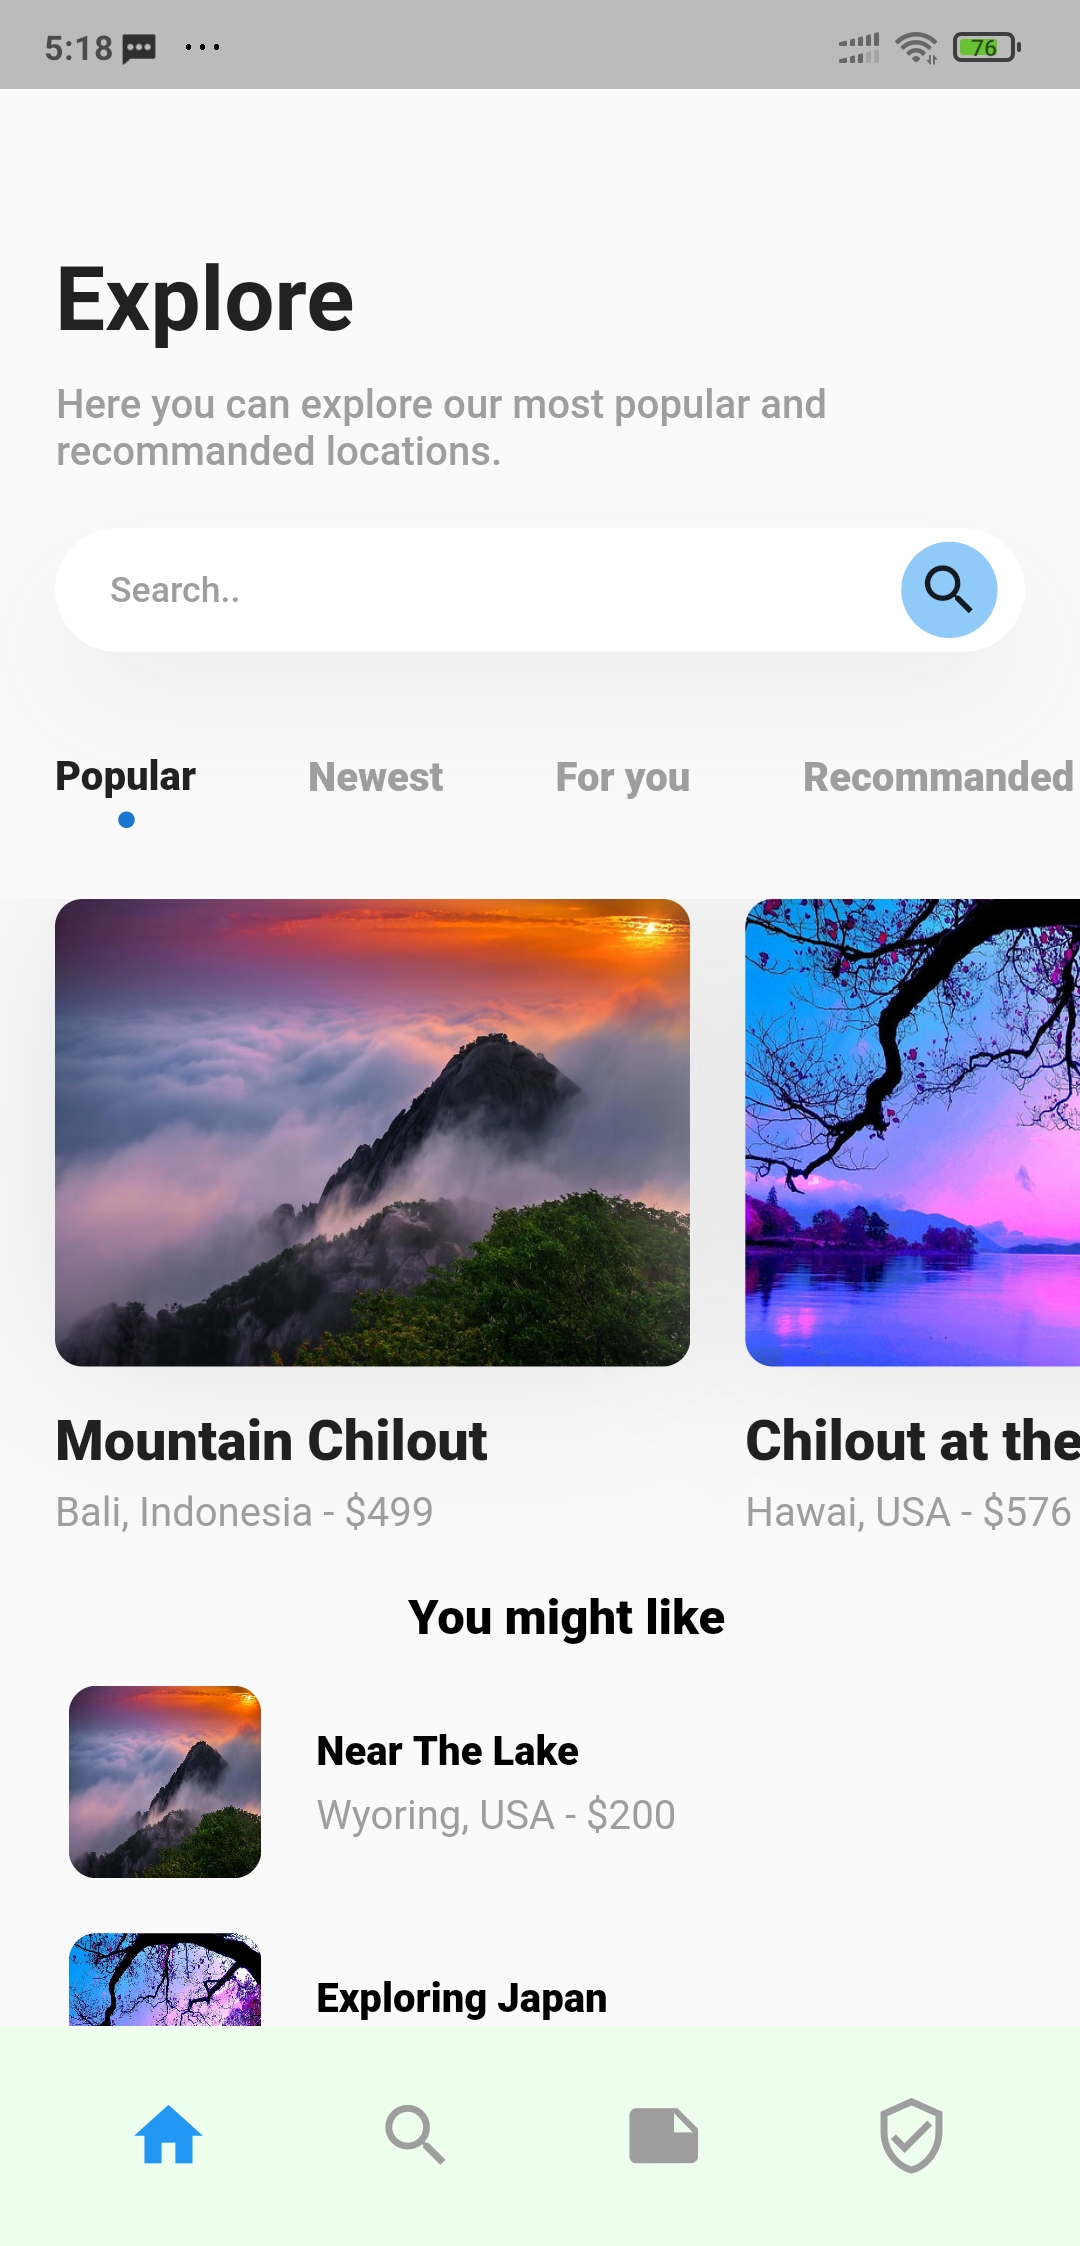 5:18
76
Explore
Here you can explore our most popular and
recommanded locations.
Search..
Popular Newest For you Recommanded
Mountain Chilout Chilout at the
Bali, Indonesia - $499 Hawai, USA - $576
You might like
Near The Lake
Wyoring, USA - $200
Exploring Japan